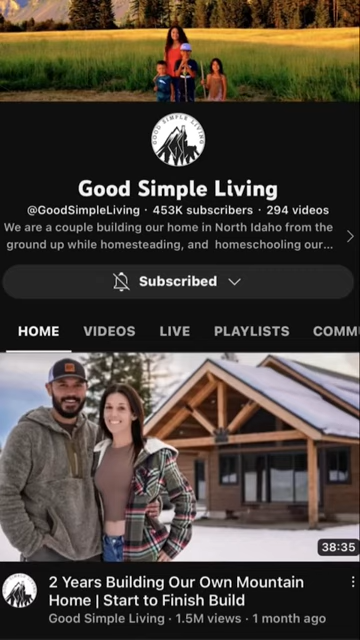 GOOD SIMPLE LIVING
Good Simple Living
@GoodSimpleLiving · 453K subscribers · 294 videos
We are a couple building our home in North Idaho from the
ground up while homesteading, and homeschooling our...
Subscribed
HOME VIDEOS LIVE PLAYLISTS COMM
38:35
2 Years Building Our Own Mountain
Home | Start to Finish Build
Good Simple Living · 1.5M views · 1 month ago